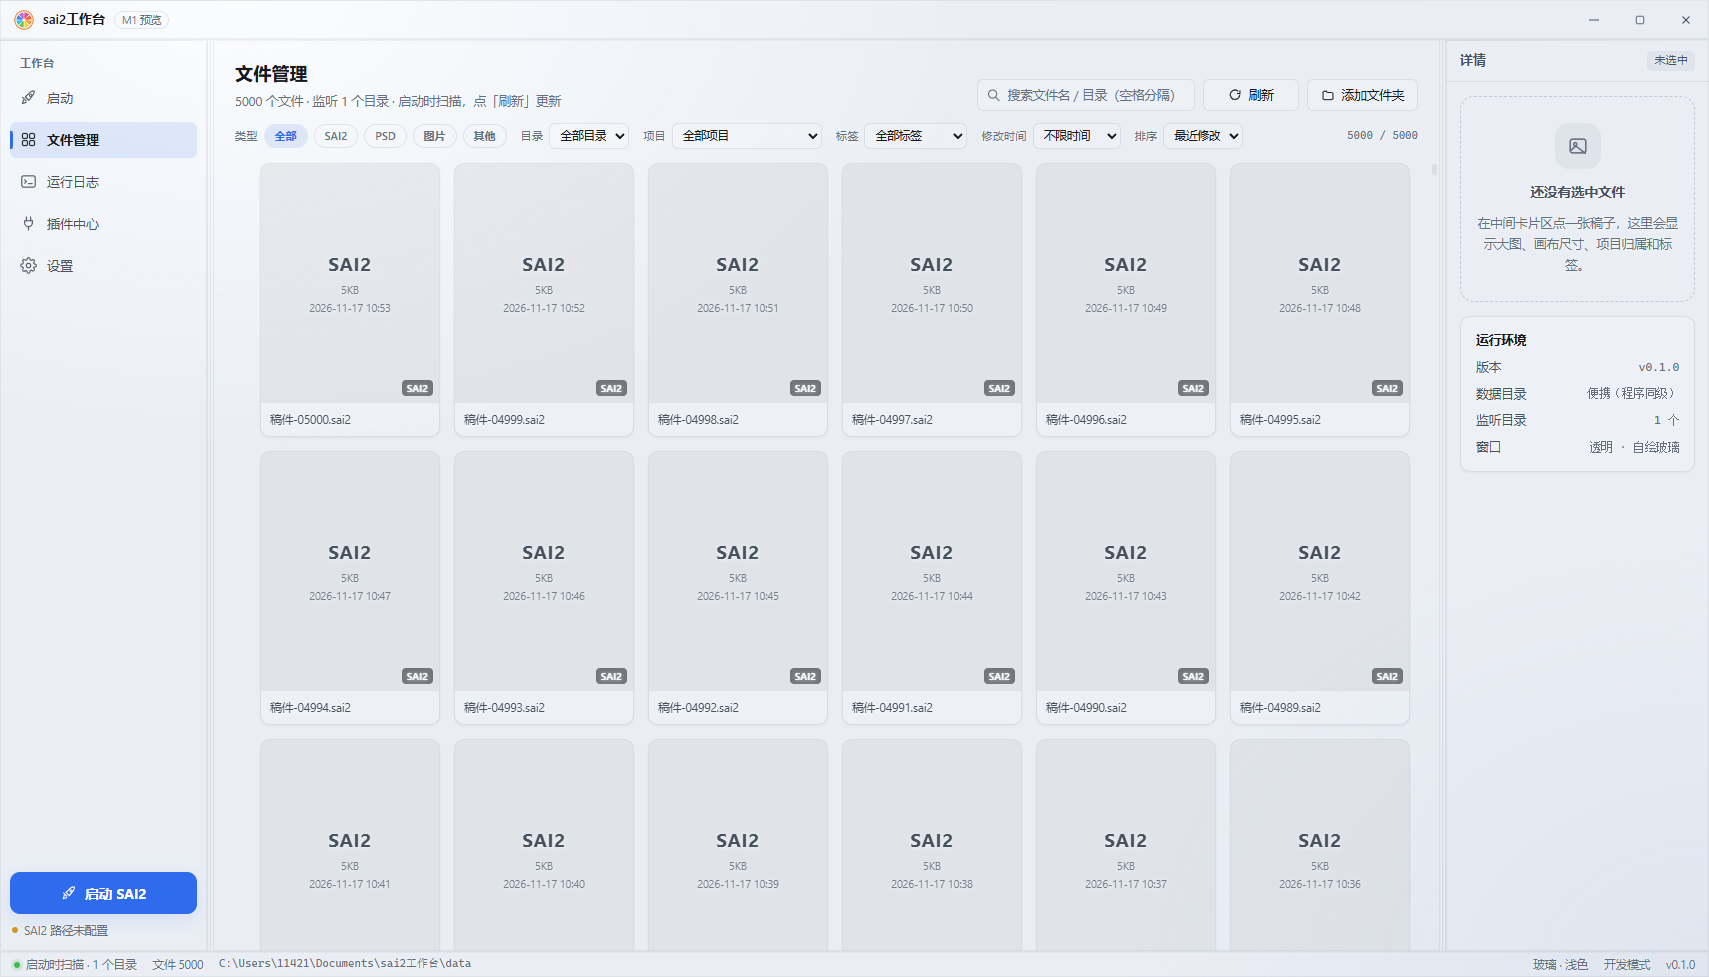 sai2工作台 M1 预览
工作台
启动
文件管理
运行日志
插件中心
设置
启动 SAI2
SAI2 路径未配置
文件管理
5000 个文件 · 监听 1 个目录 · 启动时扫描，点「刷新」更新
搜索文件名 / 目录（空格分隔）
刷新
添加文件夹
类型 全部 SAI2 PSD 图片 其他 目录 全部目录 项目 全部项目 标签 全部标签 修改时间 不限时间 排序 最近修改 5000 / 5000
SAI2
5KB
2026-11-17 10:53
SAI2
稿件-05000.sai2
SAI2
5KB
2026-11-17 10:52
SAI2
稿件-04999.sai2
SAI2
5KB
2026-11-17 10:51
SAI2
稿件-04998.sai2
SAI2
5KB
2026-11-17 10:50
SAI2
稿件-04997.sai2
SAI2
5KB
2026-11-17 10:49
SAI2
稿件-04996.sai2
SAI2
5KB
2026-11-17 10:48
SAI2
稿件-04995.sai2
SAI2
5KB
2026-11-17 10:47
SAI2
稿件-04994.sai2
SAI2
5KB
2026-11-17 10:46
SAI2
稿件-04993.sai2
SAI2
5KB
2026-11-17 10:45
SAI2
稿件-04992.sai2
SAI2
5KB
2026-11-17 10:44
SAI2
稿件-04991.sai2
SAI2
5KB
2026-11-17 10:43
SAI2
稿件-04990.sai2
SAI2
5KB
2026-11-17 10:42
SAI2
稿件-04989.sai2
SAI2
5KB
2026-11-17 10:41
SAI2
5KB
2026-11-17 10:40
SAI2
5KB
2026-11-17 10:39
SAI2
5KB
2026-11-17 10:38
SAI2
5KB
2026-11-17 10:37
SAI2
5KB
2026-11-17 10:36
详情 未选中
还没有选中文件
在中间卡片区点一张稿子，这里会显
示大图、画布尺寸、项目归属和标
签。
运行环境
版本 v0.1.0
数据目录 便携（程序同级）
监听目录 1 个
窗口 透明 · 自绘玻璃
启动时扫描 · 1 个目录 文件 5000 C:\Users\11421\Documents\sai2工作台\data 玻璃 · 浅色 开发模式 v0.1.0